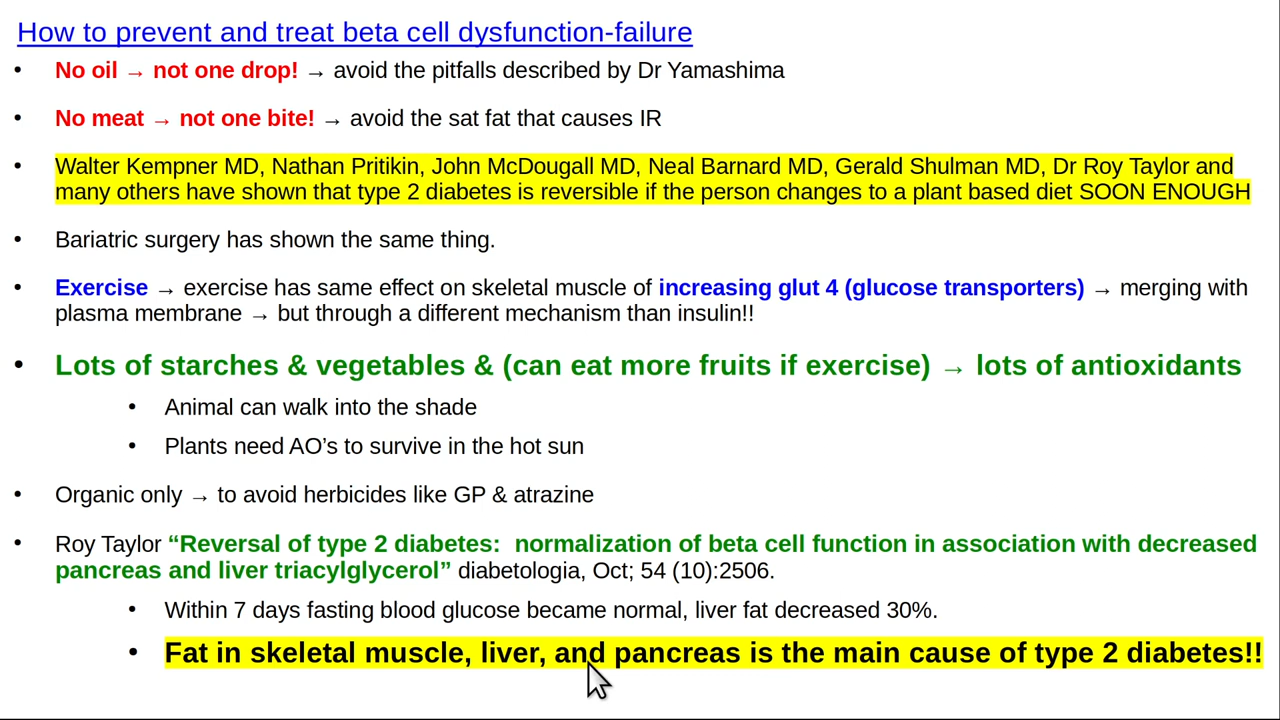 How to prevent and treat beta cell dysfunction-failure
• No oil → not one drop! → avoid the pitfalls described by Dr Yamashima
• No meat → not one bite! → avoid the sat fat that causes IR
• Walter Kempner MD, Nathan Pritikin, John McDougall MD, Neal Barnard MD, Gerald Shulman MD, Dr Roy Taylor and
many others have shown that type 2 diabetes is reversible if the person changes to a plant based diet SOON ENOUGH
• Bariatric surgery has shown the same thing.
• Exercise → exercise has same effect on skeletal muscle of increasing glut 4 (glucose transporters) → merging with
plasma membrane → but through a different mechanism than insulin!!
• Lots of starches & vegetables & (can eat more fruits if exercise) → lots of antioxidants
• Animal can walk into the shade
• Plants need AO’s to survive in the hot sun
• Organic only → to avoid herbicides like GP & atrazine
• Roy Taylor “Reversal of type 2 diabetes:  normalization of beta cell function in association with decreased
pancreas and liver triacylglycerol” diabetologia, Oct; 54 (10):2506.
• Within 7 days fasting blood glucose became normal, liver fat decreased 30%.
• Fat in skeletal muscle, liver, and pancreas is the main cause of type 2 diabetes!!